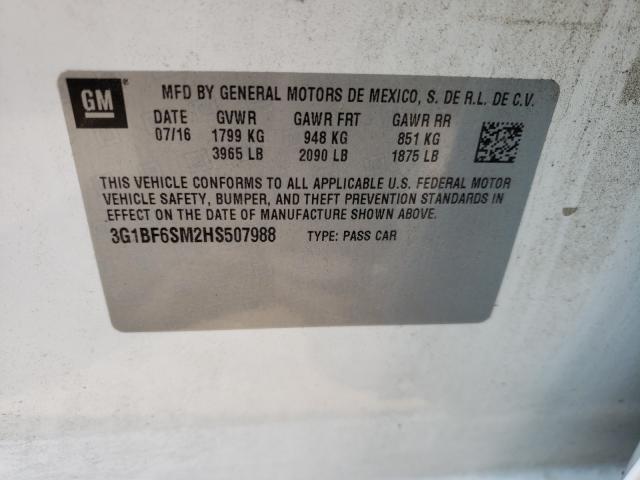 GM
MFD BY GENERAL MOTORS DE MEXICO, S. DE R.L. DE C.V.
DATE GVWR GAWR FRT GAWR RR
07/16 1799 KG 948 KG 851 KG
3965 LB 2090 LB 1875 LB
THIS VEHICLE CONFORMS TO ALL APPLICABLE U.S. FEDERAL MOTOR
VEHICLE SAFETY, BUMPER, AND THEFT PREVENTION STANDARDS
IN EFFECT ON THE DATE OF MANUFACTURE SHOWN ABOVE.
3G1BF6SM2HS507988 TYPE: PASS CAR